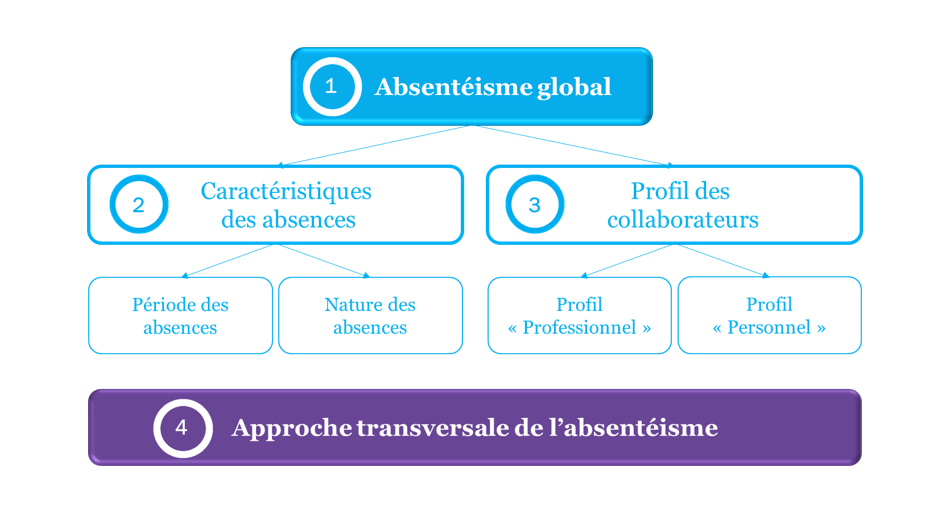 1
Absentéisme global
2
Caractéristiques
des absences
3
Profil des
collaborateurs
Période des
absences
Nature des
absences
Profil
« Professionnel »
Profil
« Personnel »
4
Approche transversale de l’absentéisme